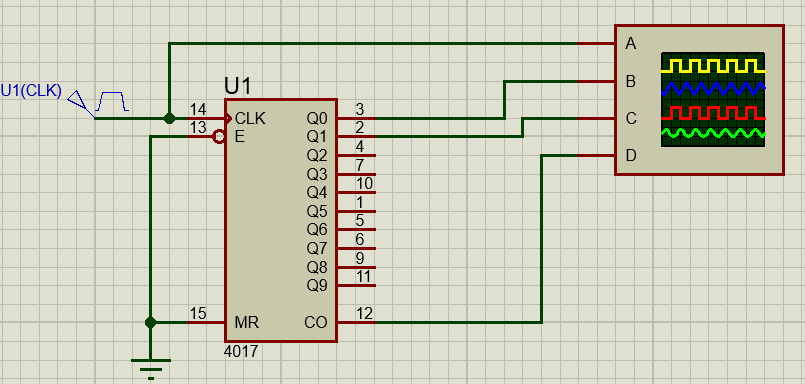 A
U1(CLK)
U1
B
14 CLK Q0 3 C
13 E Q1 2
Q2 4 D
Q3 7
Q4 10
Q5 1
Q6 5
Q7 6
Q8 9
Q9 11
15 MR CO 12
4017